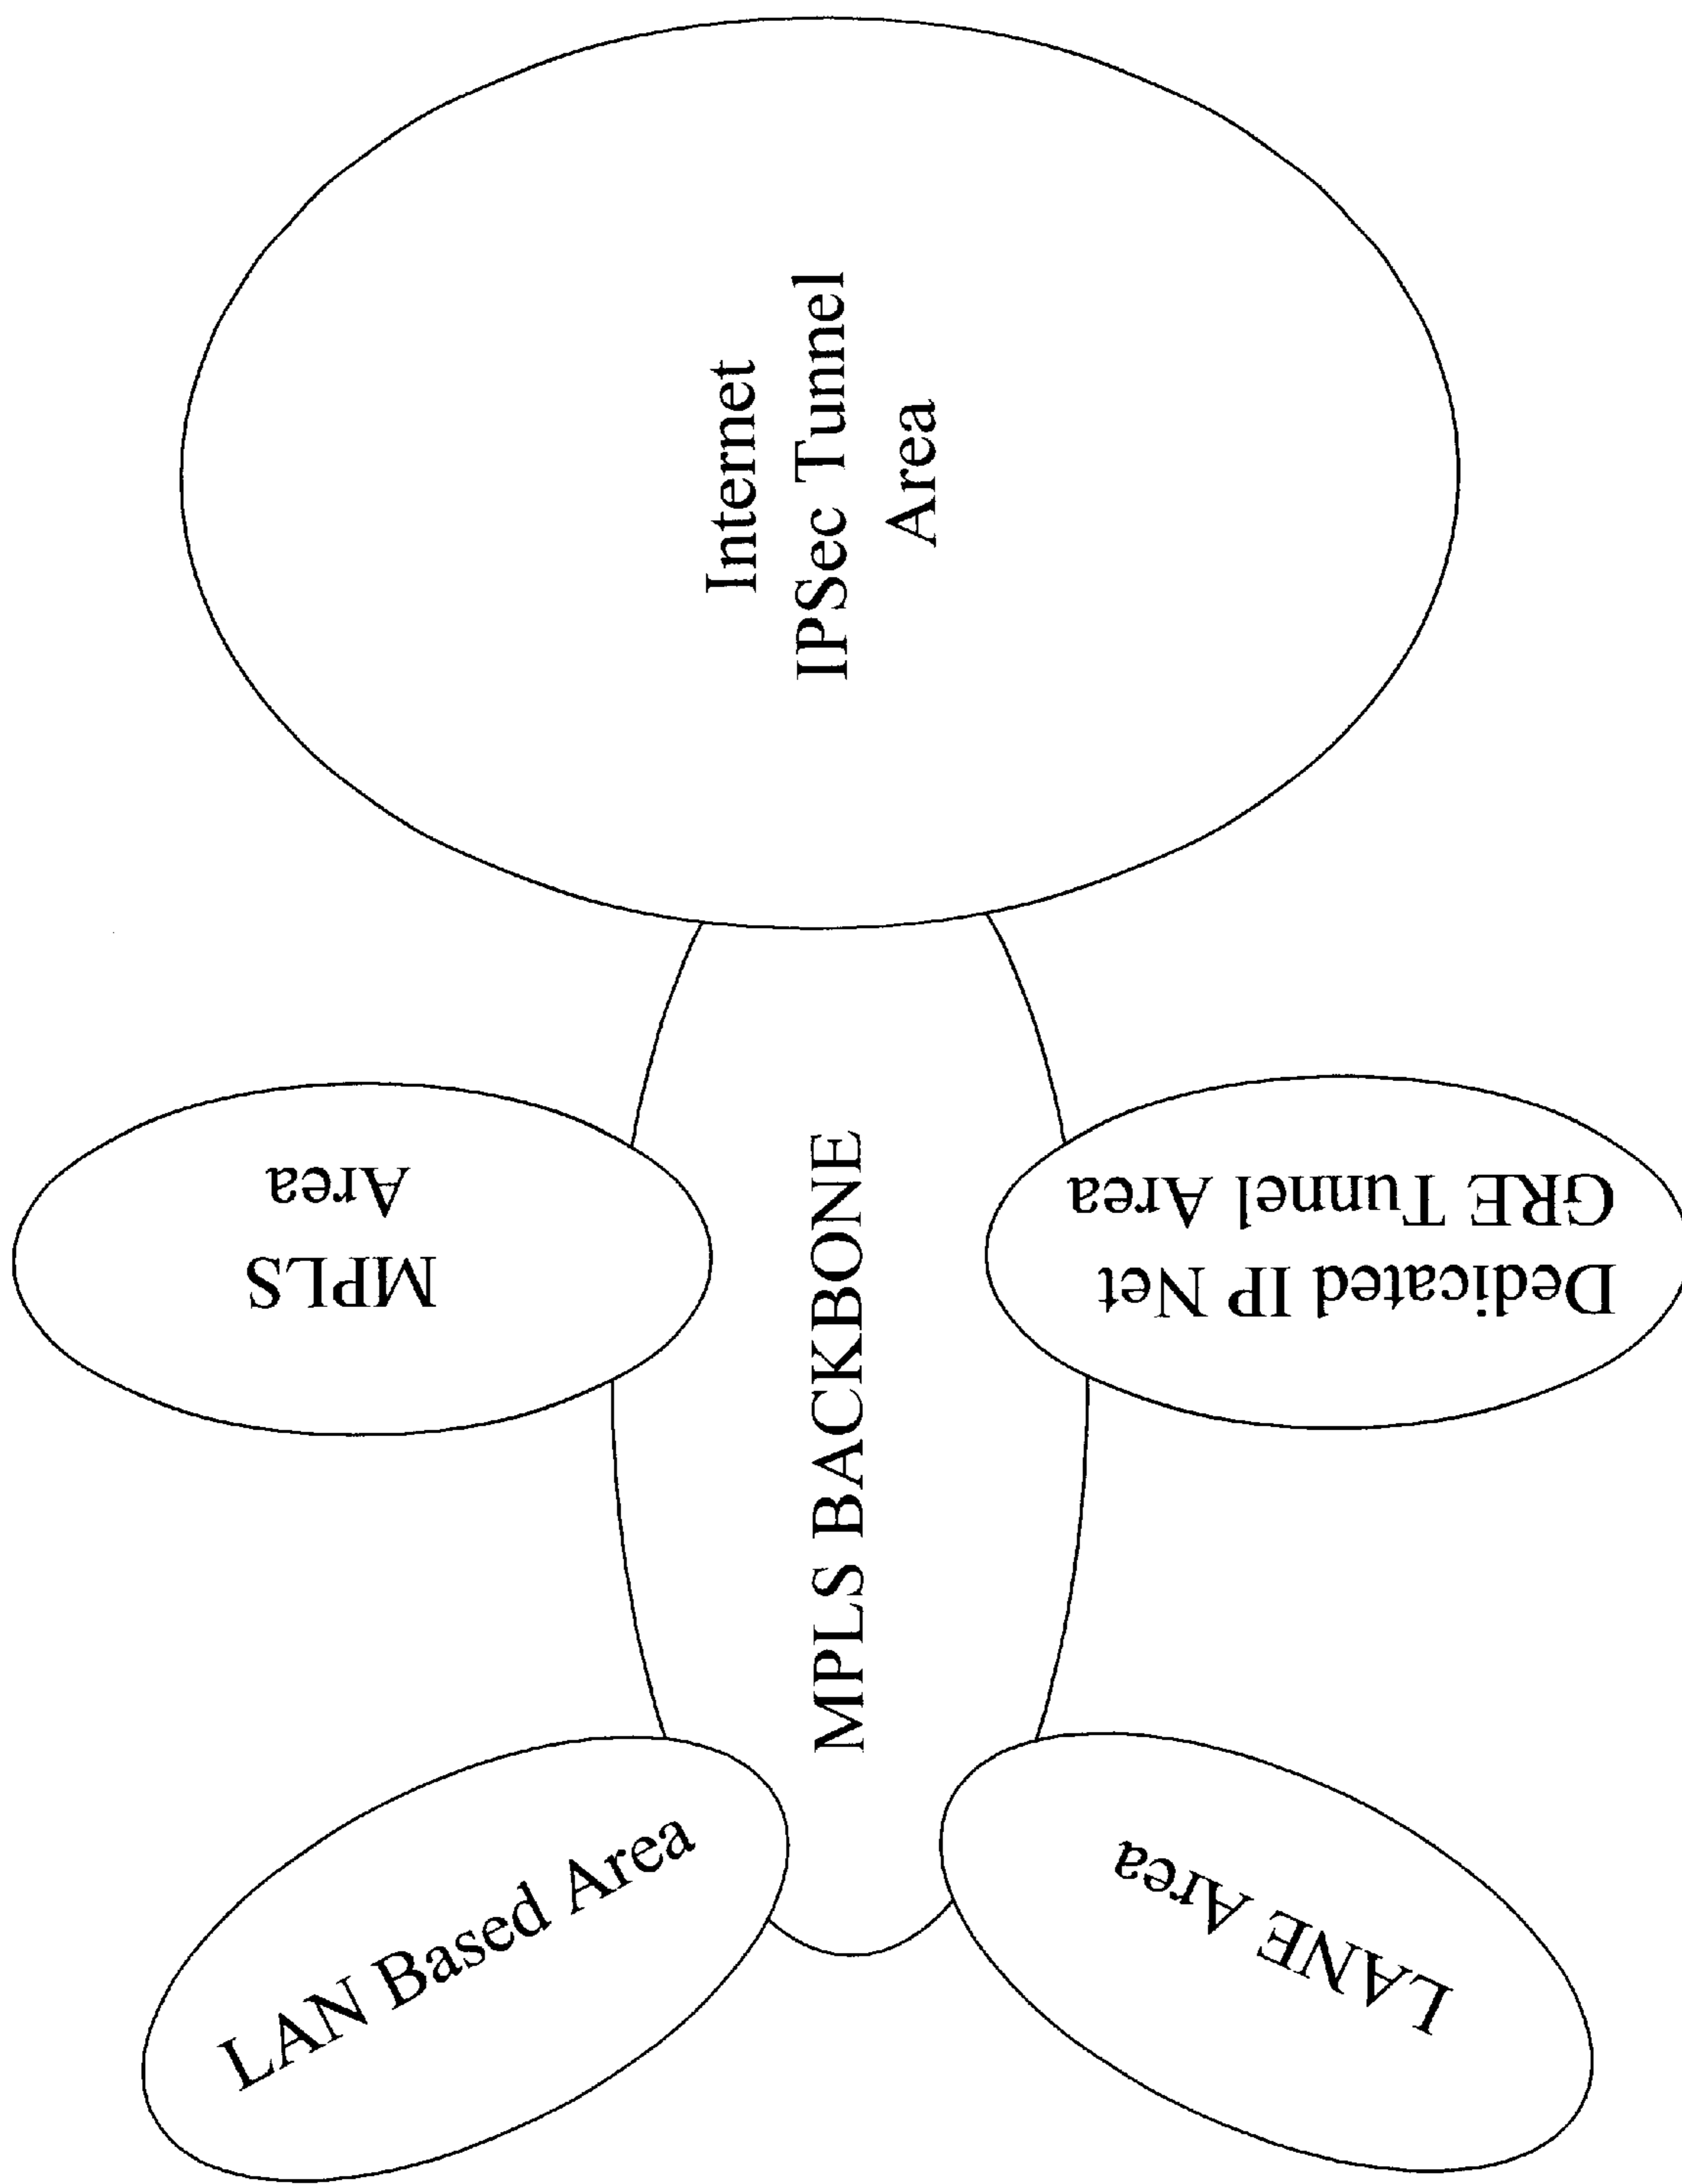 Internet
IPSec Tunnel
Area
MPLS
Area
MPLS BACKBONE
Dedicated IP Net
GRE Tunnel Area
LAN Based Area
LANE Area